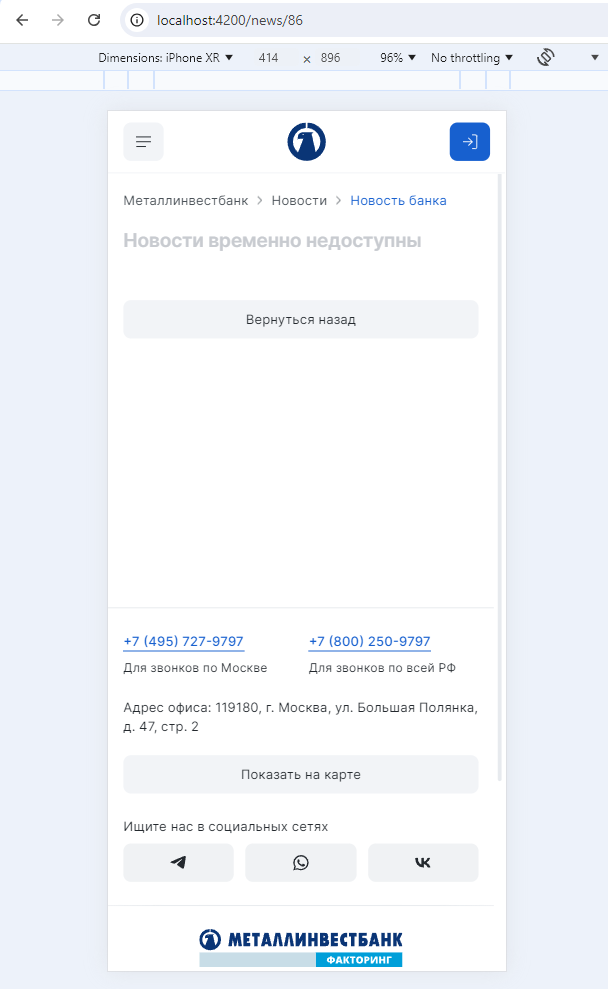 localhost:4200/news/86
Dimensions: iPhone XR 414 × 896 96% No throttling
Металлинвестбанк Новости Новость банка
Новости временно недоступны
Вернуться назад
+7 (495) 727-9797 +7 (800) 250-9797
Для звонков по Москве Для звонков по всей РФ
Адрес офиса: 119180, г. Москва, ул. Большая Полянка,
д. 47, стр. 2
Показать на карте
Ищите нас в социальных сетях
МЕТАЛЛИНВЕСТБАНК
ФАКТОРИНГ